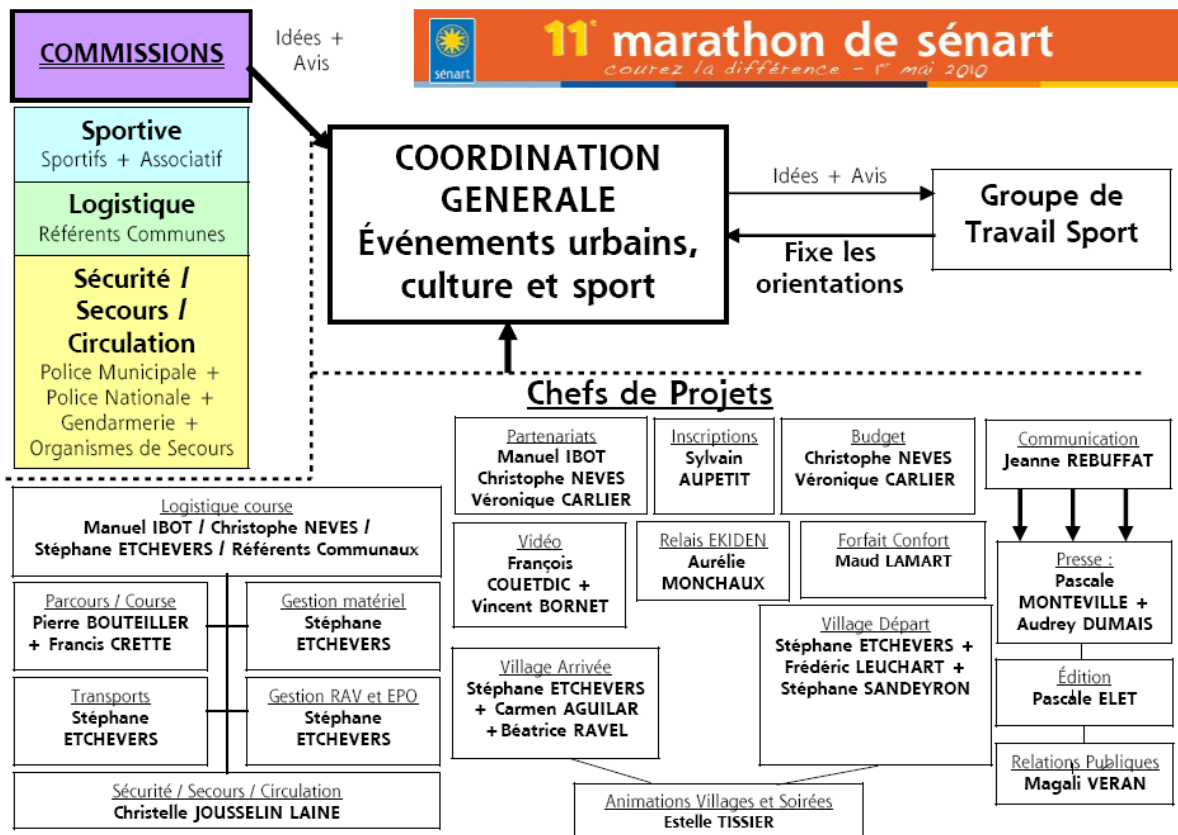 COMMISSIONS
Idées +
Avis
sénart
11e marathon de sénart
courez la différence - 1er mai 2010
Sportive
Sportifs + Associatif
Logistique
Référents Communes
Sécurité /
Secours /
Circulation
Police Municipale +
Police Nationale +
Gendarmerie +
Organismes de Secours
COORDINATION
GENERALE
Événements urbains,
culture et sport
Idées + Avis
Fixe les
orientations
Groupe de
Travail Sport
Chefs de Projets
Partenariats
Manuel IBOT
Christophe NEVES
Véronique CARLIER
Inscriptions
Sylvain
AUPETIT
Budget
Christophe NEVES
Véronique CARLIER
Communication
Jeanne REBUFFAT
Logistique course
Manuel IBOT / Christophe NEVES /
Stéphane ETCHEVERS / Référents Communaux
Vidéo
François
COUETDIC +
Vincent BORNET
Relais EKIDEN
Aurélie
MONCHAUX
Forfait Confort
Maud LAMART
Presse :
Pascale
MONTEVILLE +
Audrey DUMAIS
Parcours / Course
Pierre BOUTEILLER
+ Francis CRETTE
Gestion matériel
Stéphane
ETCHEVERS
Village Arrivée
Stéphane ETCHEVERS
+ Carmen AGUILAR
+Béatrice RAVEL
Village Départ
Stéphane ETCHEVERS +
Frédéric LEUCHART +
Stéphane SANDEYRON
Édition
Pascale ELET
Transports
Stéphane
ETCHEVERS
Gestion RAV et EPO
Stéphane
ETCHEVERS
Relations Publiques
Magali VERAN
Sécurité / Secours / Circulation
Christelle JOUSSELIN LAINE
Animations Villages et Soirées
Estelle TISSIER